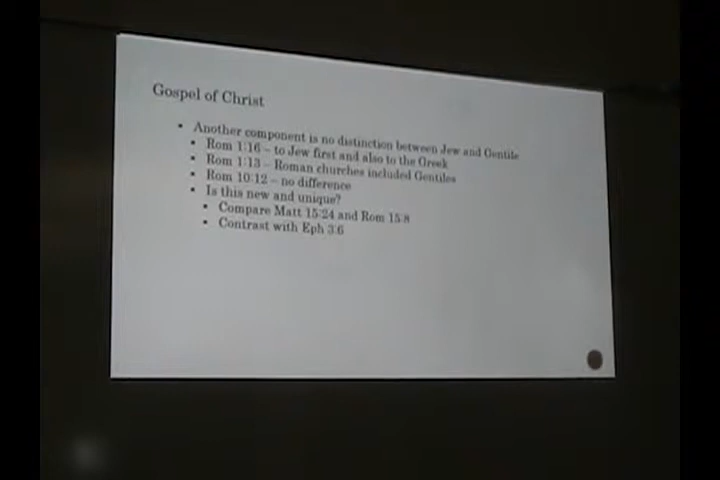 Gospel of Christ
• Another component is no distinction between Jew and Gentile
• Rom 1:16 – to Jew first and also to the Greek
• Rom 1:13 – Roman churches included Gentiles
• Rom 10:12 – no difference
• Is this new and unique?
• Compare Matt 15:24 and Rom 15:8
• Contrast with Eph 3:6